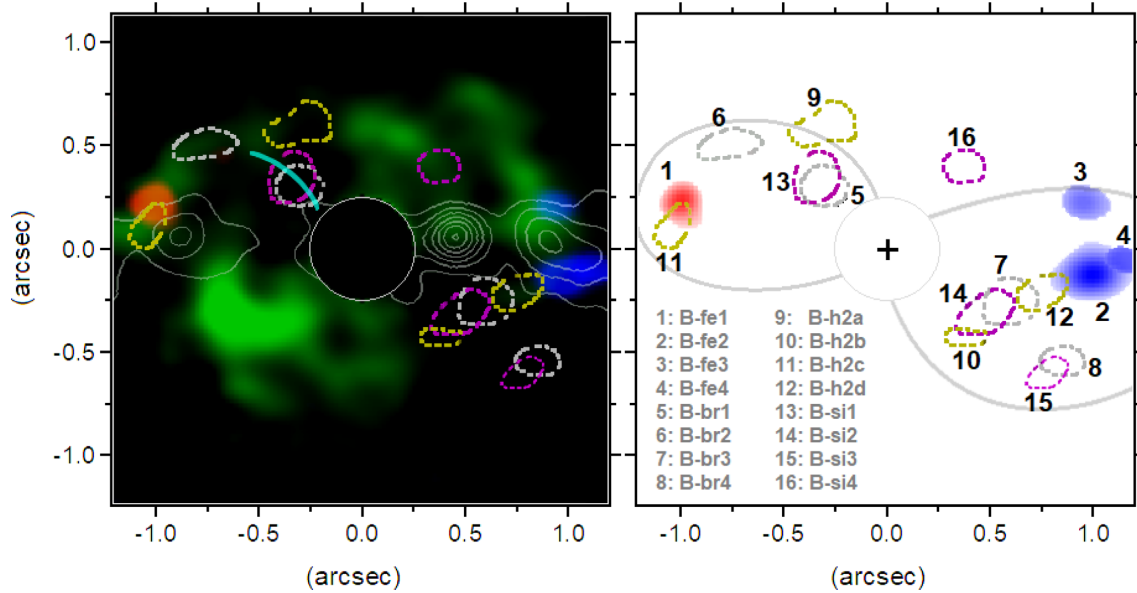 1.0
0.5
0.0
-0.5
-1.0
(arcsec)
-1.0 -0.5 0.0 0.5 1.0
(arcsec)
9
6
16
1
3
13
5
4
11
7
14
12
2
10
8
15
1: B-fe1 9: B-h2a
2: B-fe2 10: B-h2b
3: B-fe3 11: B-h2c
4: B-fe4 12: B-h2d
5: B-br1 13: B-si1
6: B-br2 14: B-si2
7: B-br3 15: B-si3
8: B-br4 16: B-si4
-1.0 -0.5 0.0 0.5 1.0
(arcsec)